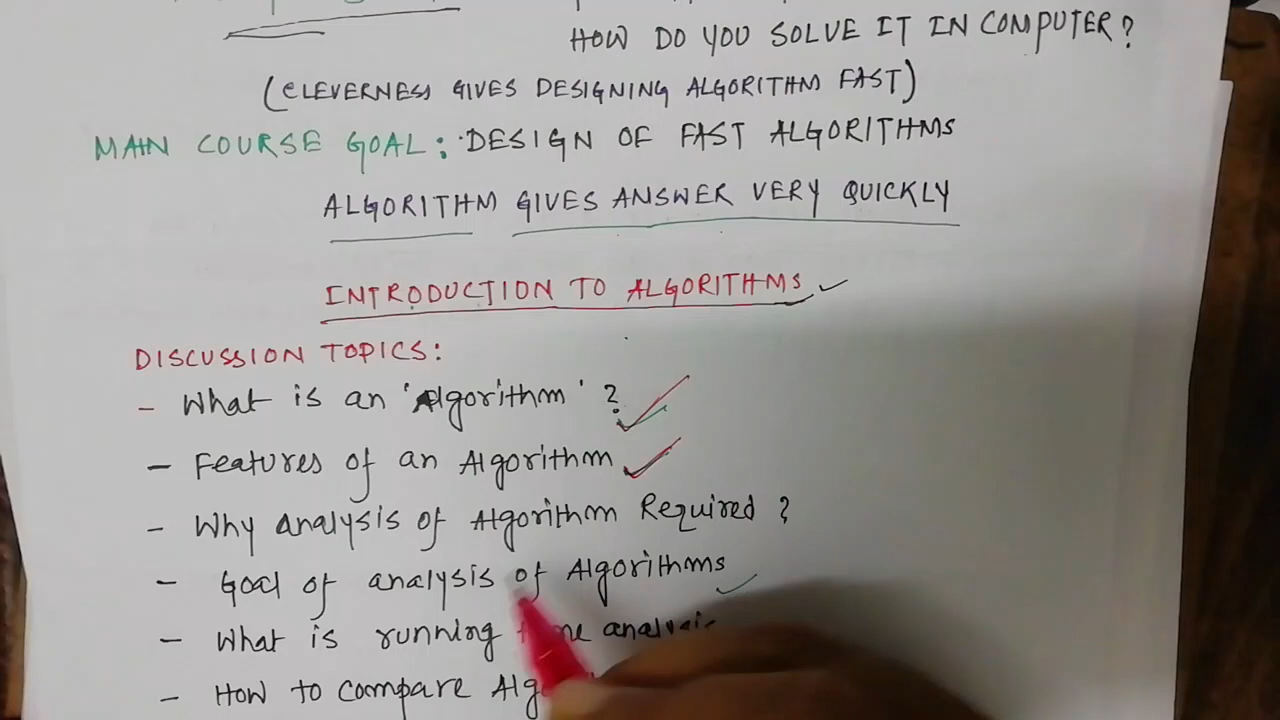 HOW DO YOU SOLVE IT IN COMPUTER?
(CLEVERNESS GIVES DESIGNING ALGORITHM FAST)
MAIN COURSE GOAL: DESIGN OF FAST ALGORITHMS
ALGORITHM GIVES ANSWER VERY QUICKLY
INTRODUCTION TO ALGORITHMS
DISCUSSION TOPICS:
- What is an 'Algorithm' ?
- Features of an Algorithm
- Why analysis of Algorithm Required ?
- Goal of analysis of Algorithms
- What is running analysis
- How to compare